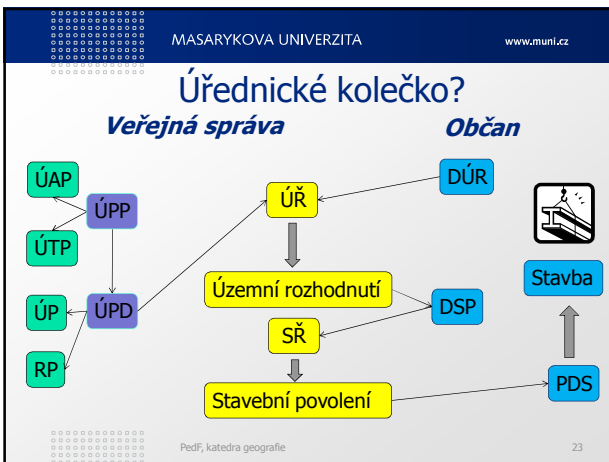 MASARYKOVA UNIVERZITA
www.muni.cz
Úřednické kolečko?
Veřejná správa
Občan
ÚAP
ÚPP
ÚTP
ÚP
ÚPD
RP
ÚŘ
Územní rozhodnutí
SŘ
Stavební povolení
DÚR
DSP
Stavba
PDS
PedF, katedra geografie
23